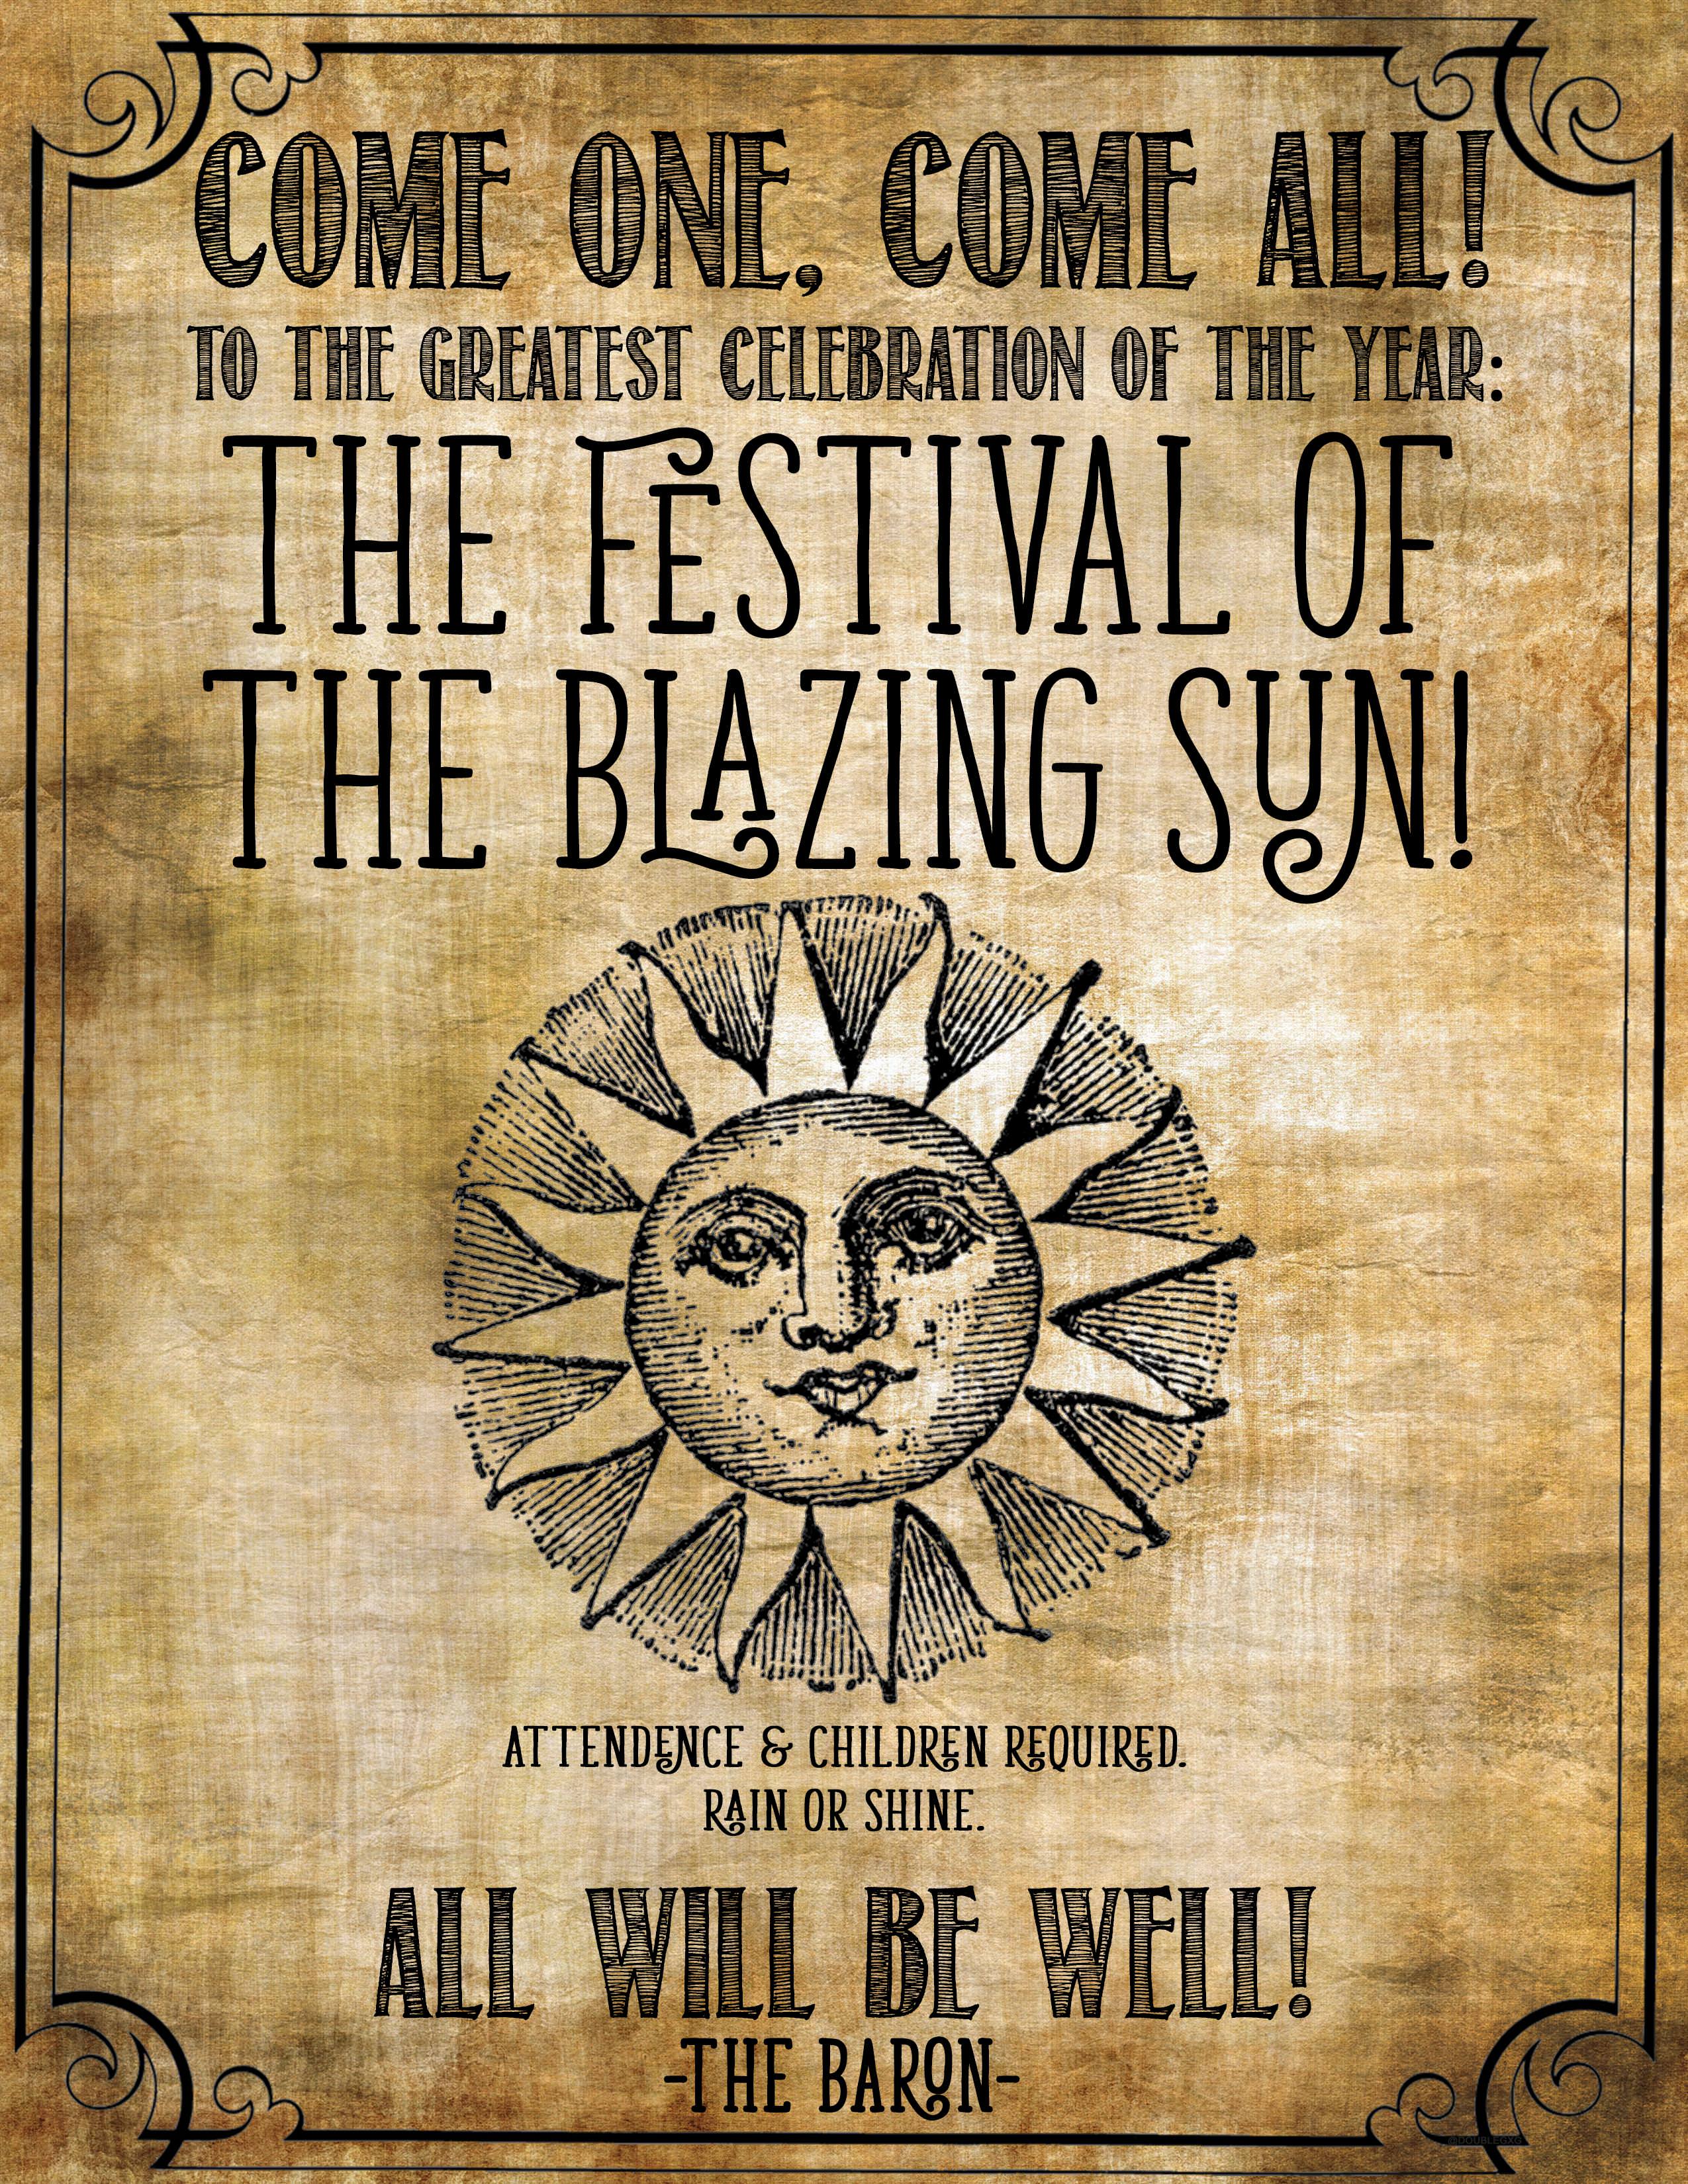 COME ONE, COME ALL!
TO THE GREATEST CELEBRATION OF THE YEAR:
THE FESTIVAL OF
THE BLAZING SUN!
ATTENDENCE & CHILDREN REQUIRED.
RAIN OR SHINE.
ALL WILL BE WELL!
-THE BARON-